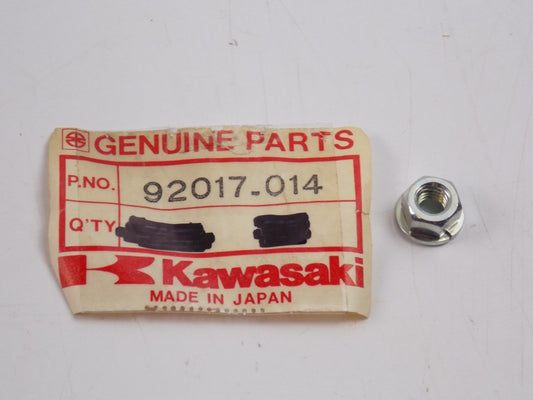 GENUINE PARTS
P.NO. 92017-014
Q'TY
Kawasaki
MADE IN JAPAN